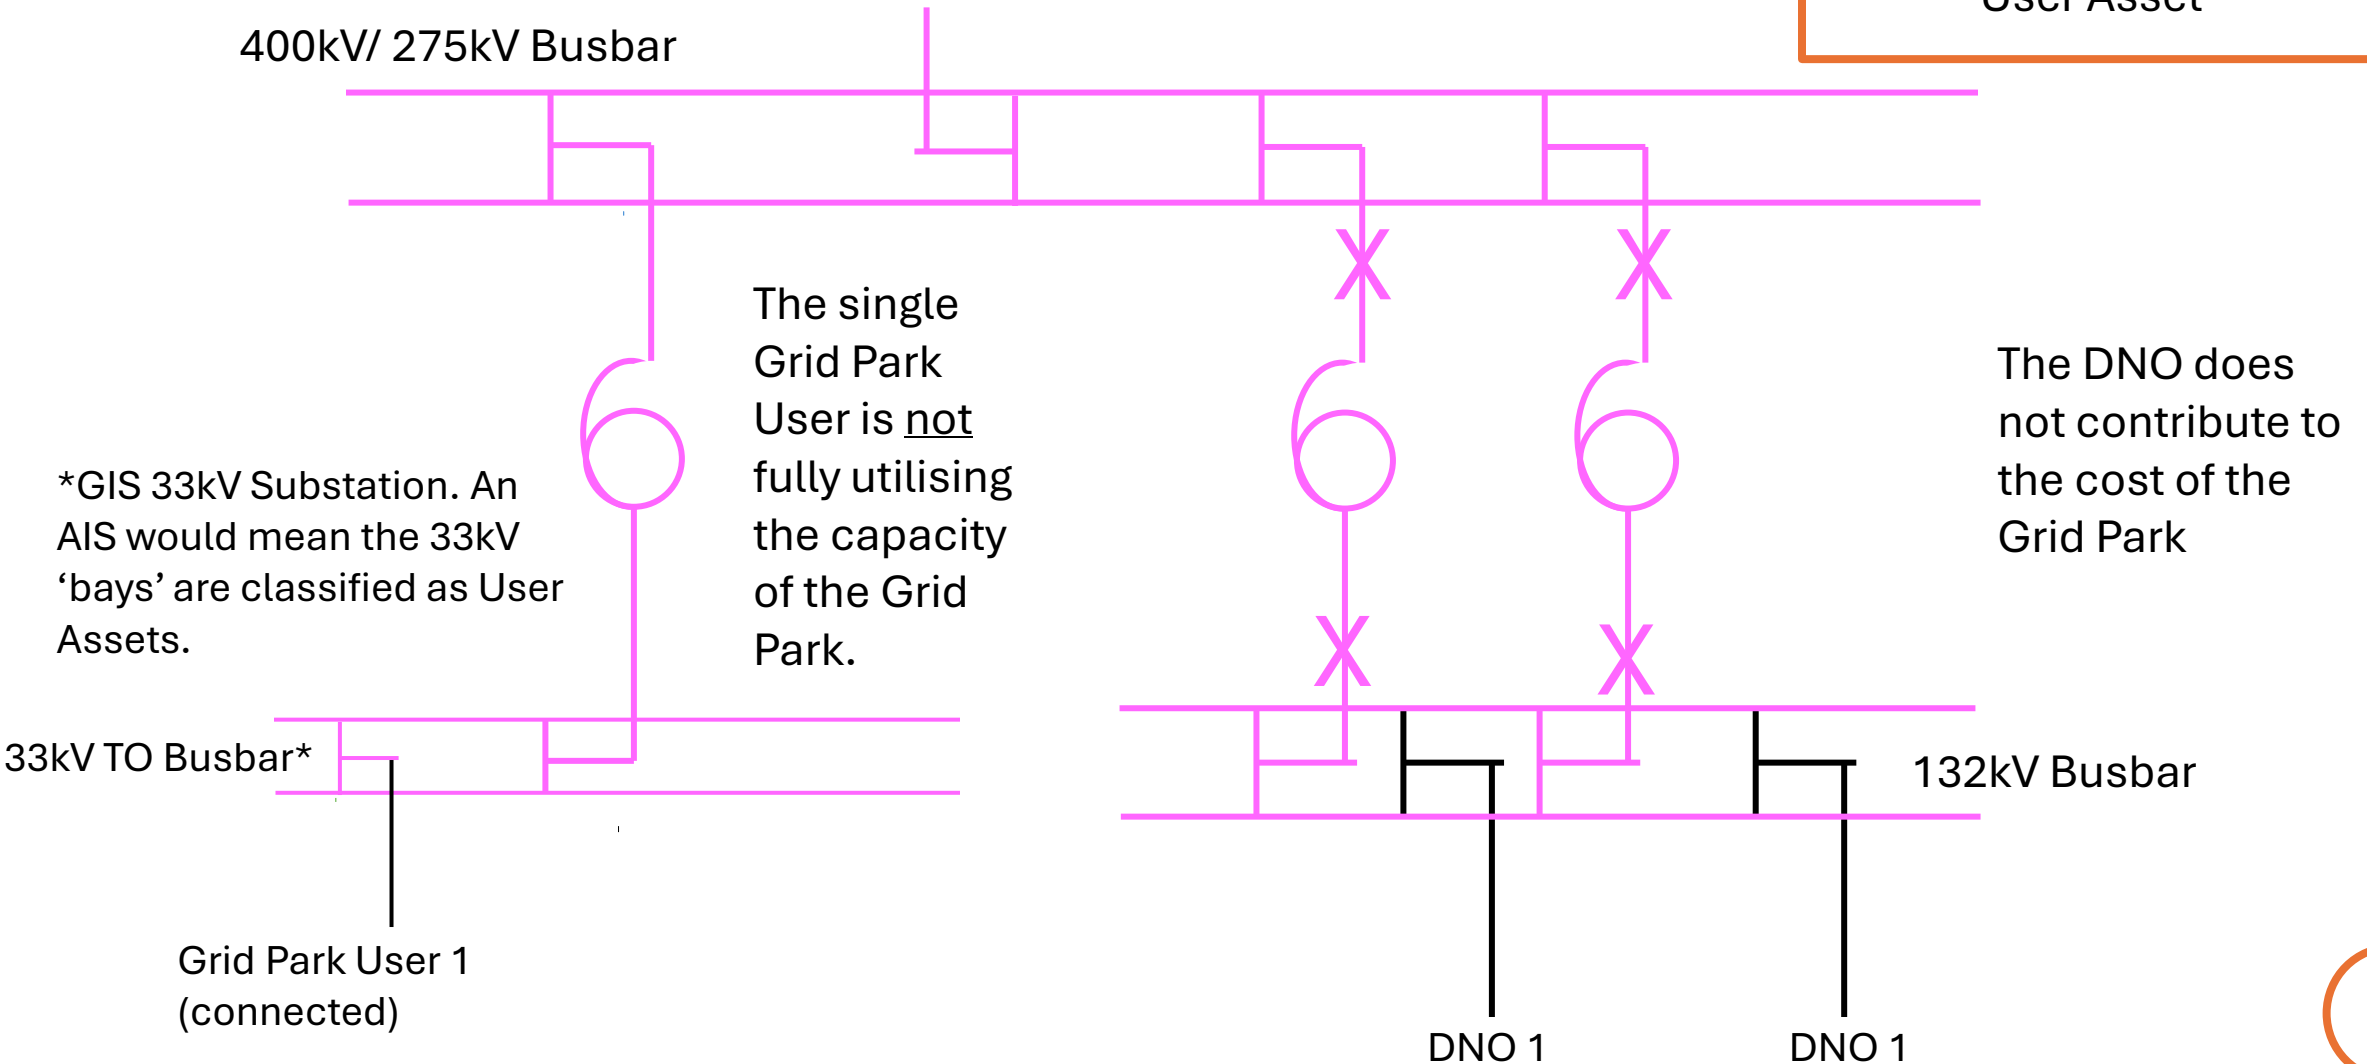 User Asset
400kV/ 275kV Busbar
The single
Grid Park
User is not
fully utilising
the capacity
of the Grid
Park.
The DNO does
not contribute to
the cost of the
Grid Park
*GIS 33kV Substation. An
AIS would mean the 33kV
‘bays’ are classified as User
Assets.
33kV TO Busbar*
132kV Busbar
Grid Park User 1
(connected)
DNO 1
DNO 1